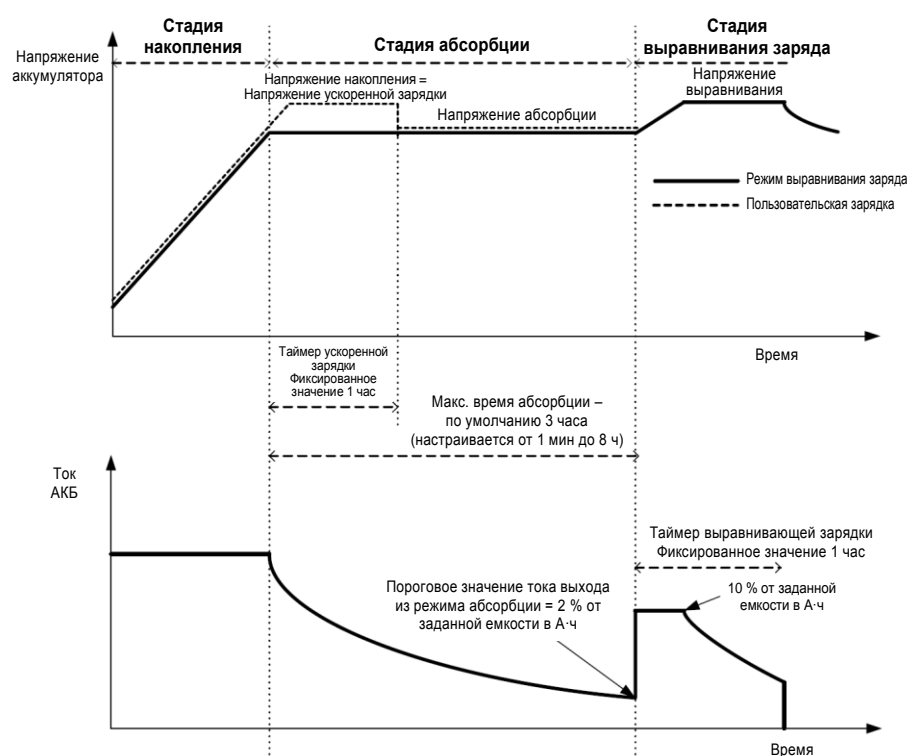 Стадия
накопления
Стадия абсорбции
Стадия
выравнивания заряда
Напряжение
аккумулятора
Напряжение накопления =
Напряжение ускоренной зарядки
Напряжение абсорбции
Напряжение
выравнивания
Режим выравнивания заряда
Пользовательская зарядка
Время
Таймер ускоренной
зарядки
Фиксированное
значение 1 час
Макс. время абсорбции –
по умолчанию 3 часа
(настраивается от 1 мин до 8 ч)
Ток
АКБ
Таймер выравнивающей зарядки
Фиксированное значение 1 час
Пороговое значение тока выхода
из режима абсорбции = 2 % от
заданной емкости в А·ч
10 % от заданной
емкости в А·ч
Время